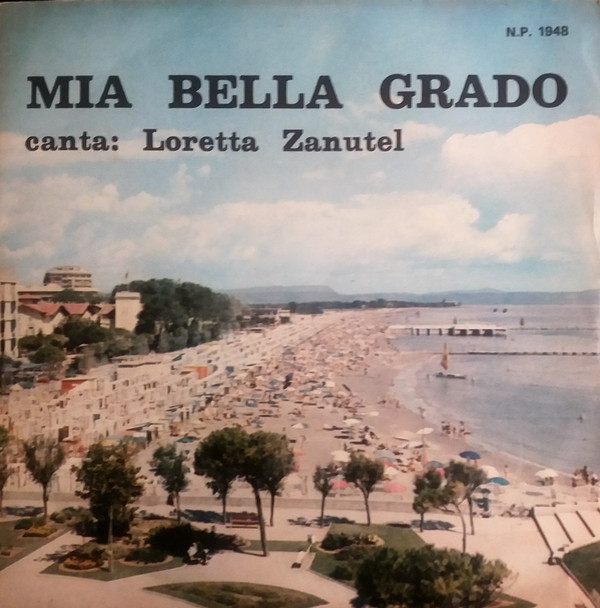 N.P. 1948
MIA BELLA GRADO
canta: Loretta Zanutel